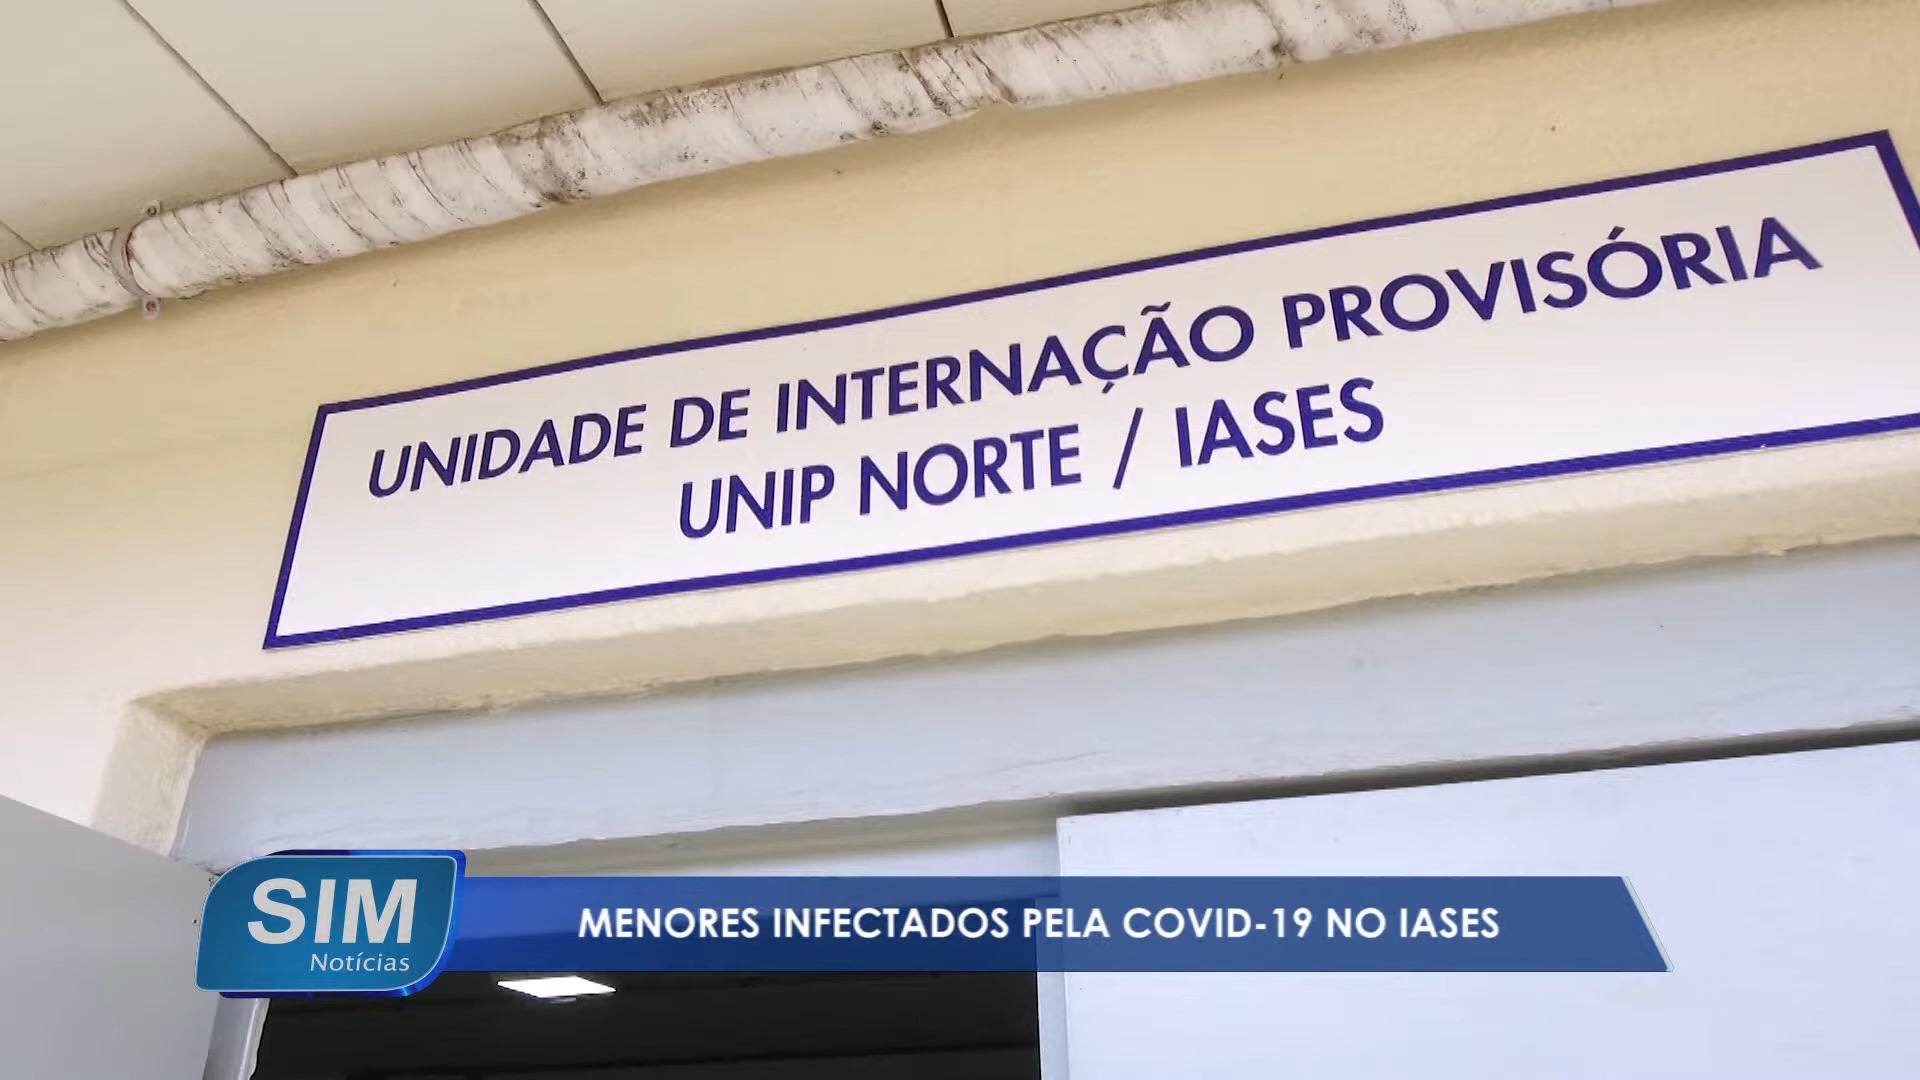 UNIDADE DE INTERNAÇÃO PROVISÓRIA
UNIP NORTE / IASES
SIM
Notícias
MENORES INFECTADOS PELA COVID-19 NO IASES